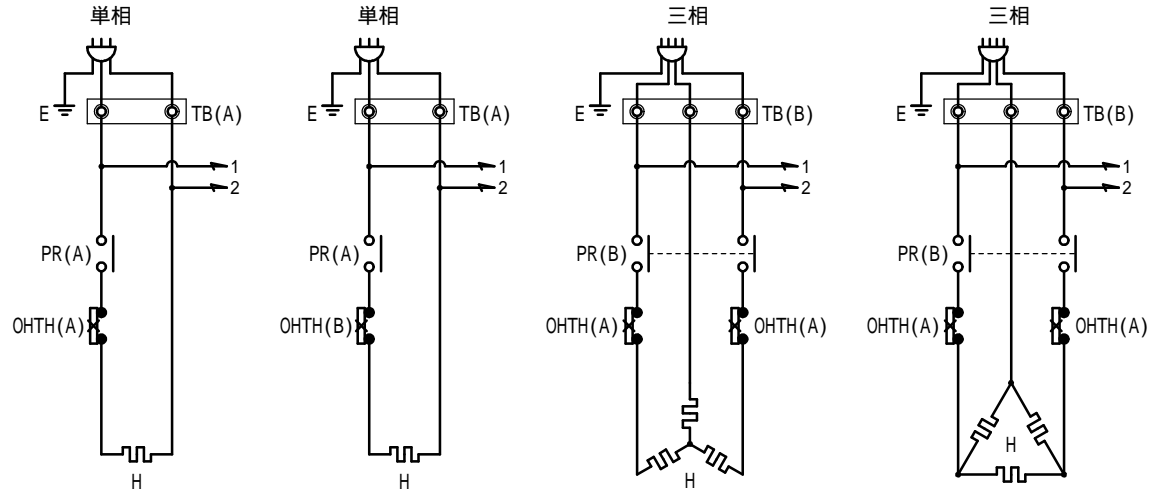 単相 単相 三相 三相
E TB(A) E TB(A) E TB(B) E TB(B)
1 1 1 1
2 2 2 2
PR(A) PR(A) PR(B) PR(B)
OHTH(A) OHTH(B) OHTH(A) OHTH(A) OHTH(A) OHTH(A)
H H H H